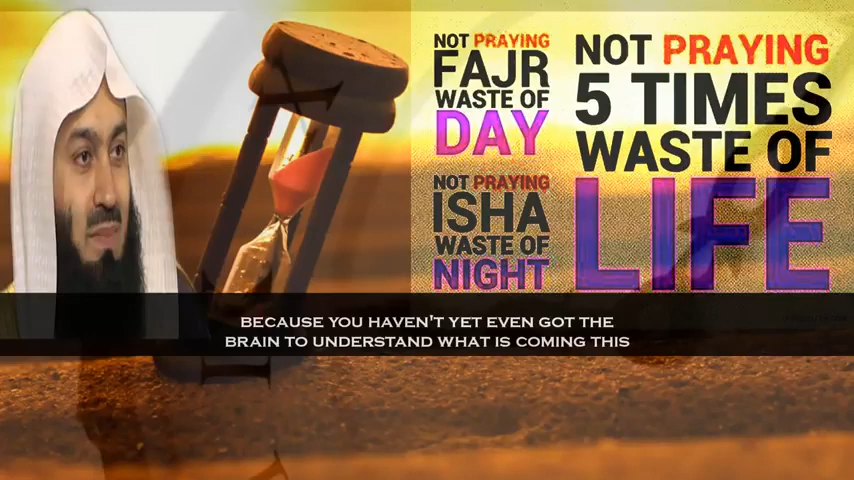 NOT PRAYING
FAJR
WASTE OF
DAY
NOT PRAYING
ISHA
WASTE OF
NIGHT
NOT PRAYING
5 TIMES
WASTE OF
LIFE
BECAUSE YOU HAVEN'T YET EVEN GOT THE
BRAIN TO UNDERSTAND WHAT IS COMING THIS